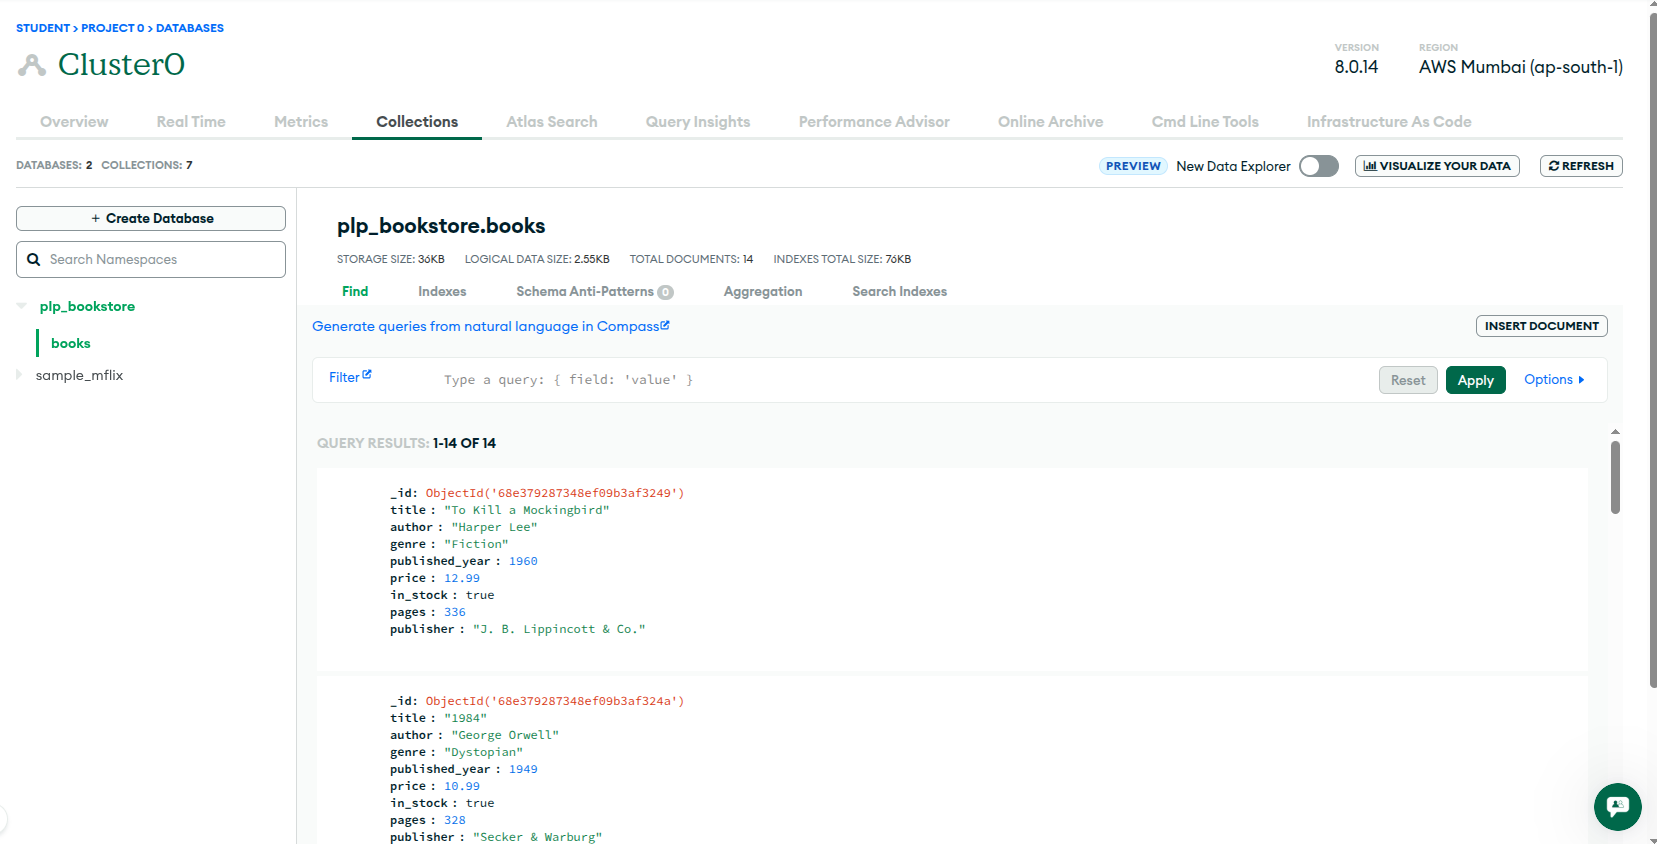 STUDENT > PROJECT 0 > DATABASES
Cluster0
VERSION
8.0.14
REGION
AWS Mumbai (ap-south-1)
Overview Real Time Metrics Collections Atlas Search Query Insights Performance Advisor Online Archive Cmd Line Tools Infrastructure As Code
DATABASES: 2 COLLECTIONS: 7
PREVIEW New Data Explorer VISUALIZE YOUR DATA REFRESH
+ Create Database
Search Namespaces
plp_bookstore
books
sample_mflix
plp_bookstore.books
STORAGE SIZE: 36KB LOGICAL DATA SIZE: 2.55KB TOTAL DOCUMENTS: 14 INDEXES TOTAL SIZE: 76KB
Find Indexes Schema Anti-Patterns 0 Aggregation Search Indexes
Generate queries from natural language in Compass
INSERT DOCUMENT
Filter Type a query: { field: 'value' } Reset Apply Options
QUERY RESULTS: 1-14 OF 14
_id: ObjectId('68e379287348ef09b3af3249')
title : "To Kill a Mockingbird"
author : "Harper Lee"
genre : "Fiction"
published_year : 1960
price : 12.99
in_stock : true
pages : 336
publisher : "J. B. Lippincott & Co."
_id: ObjectId('68e379287348ef09b3af324a')
title : "1984"
author : "George Orwell"
genre : "Dystopian"
published_year : 1949
price : 10.99
in_stock : true
pages : 328
publisher : "Secker & Warburg"